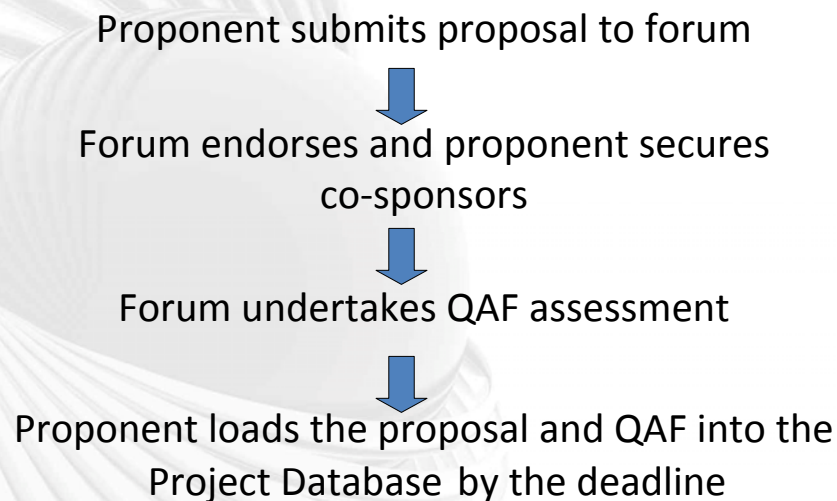 Proponent submits proposal to forum
Forum endorses and proponent secures
co-sponsors
Forum undertakes QAF assessment
Proponent loads the proposal and QAF into the
Project Database by the deadline